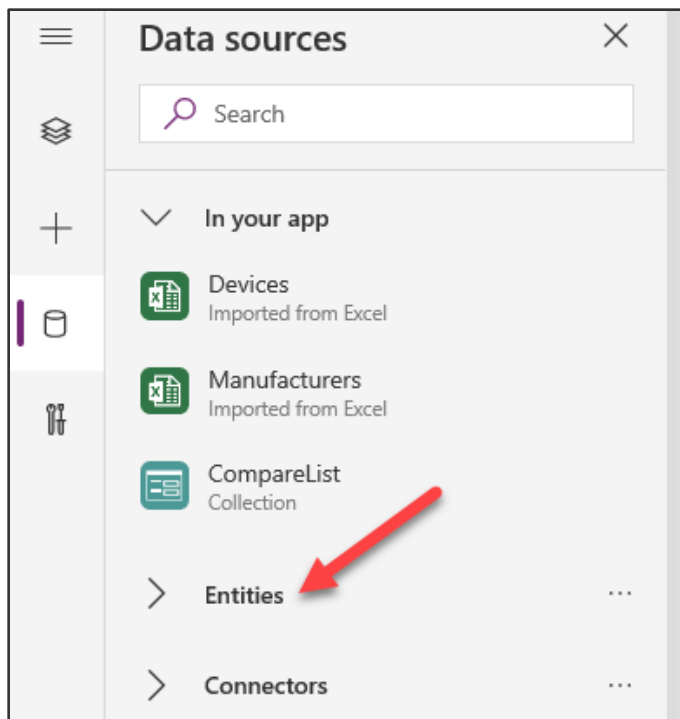 Data sources
Search
In your app
Devices
Imported from Excel
Manufacturers
Imported from Excel
CompareList
Collection
Entities
Connectors